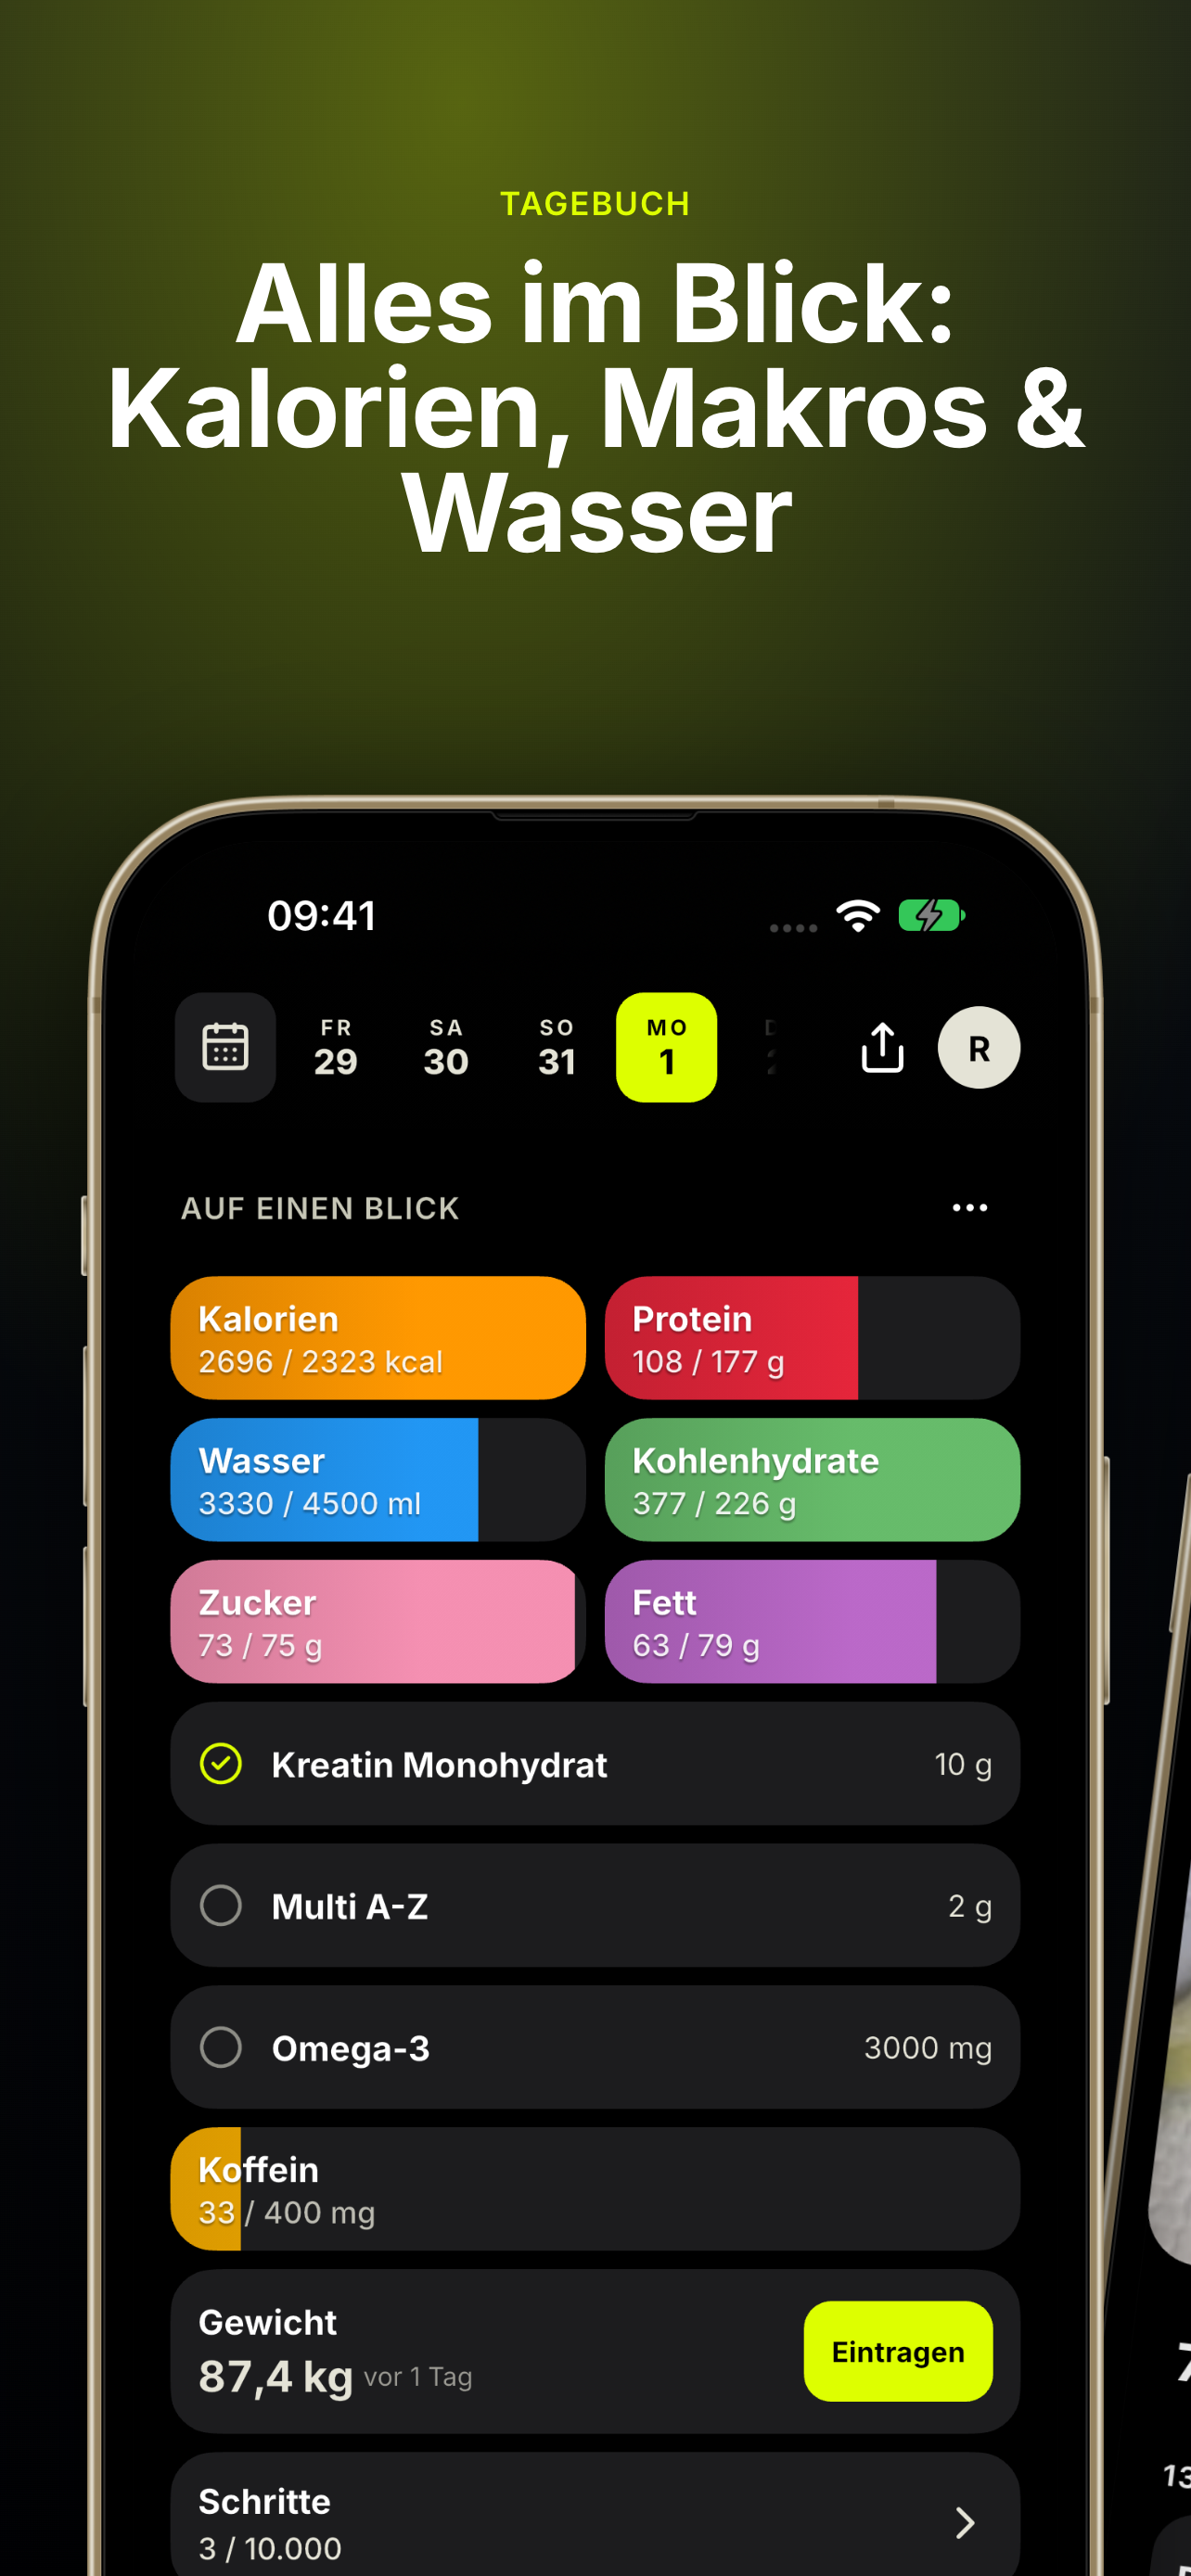 TAGEBUCH
Alles im Blick:
Kalorien, Makros &
Wasser
09:41
FR SA SO MO
29 30 31 1
R
AUF EINEN BLICK
Kalorien
2696 / 2323 kcal
Protein
108 / 177 g
Wasser
3330 / 4500 ml
Kohlenhydrate
377 / 226 g
Zucker
73 / 75 g
Fett
63 / 79 g
Kreatin Monohydrat 10 g
Multi A-Z 2 g
Omega-3 3000 mg
Koffein
33 / 400 mg
Gewicht
87,4 kg vor 1 Tag
Eintragen
Schritte
3 / 10.000
13